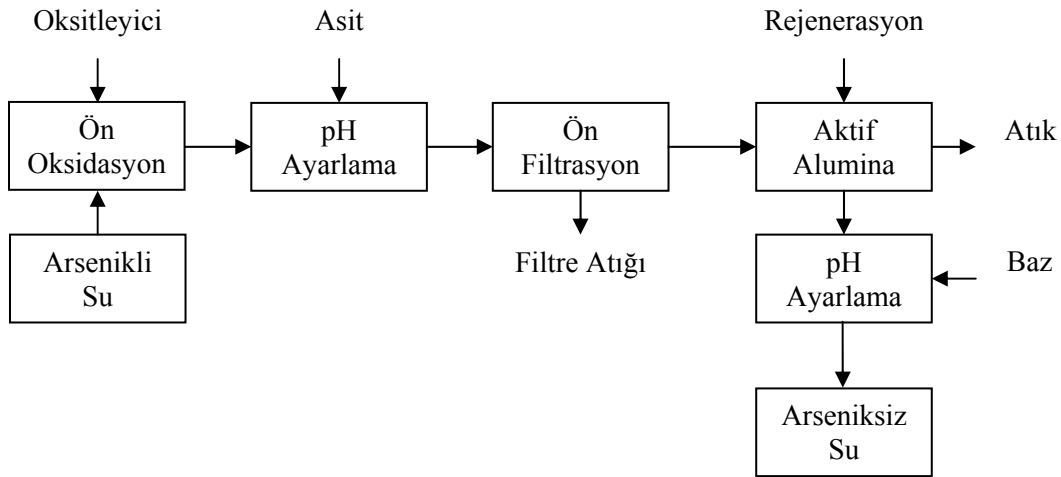 Oksitleyici
Asit
Rejenerasyon
Ön
Oksidasyon
pH
Ayarlama
Ön
Filtrasyon
Aktif
Alumina
Atık
Arsenikli
Su
Filtre Atığı
pH
Ayarlama
Baz
Arseniksiz
Su